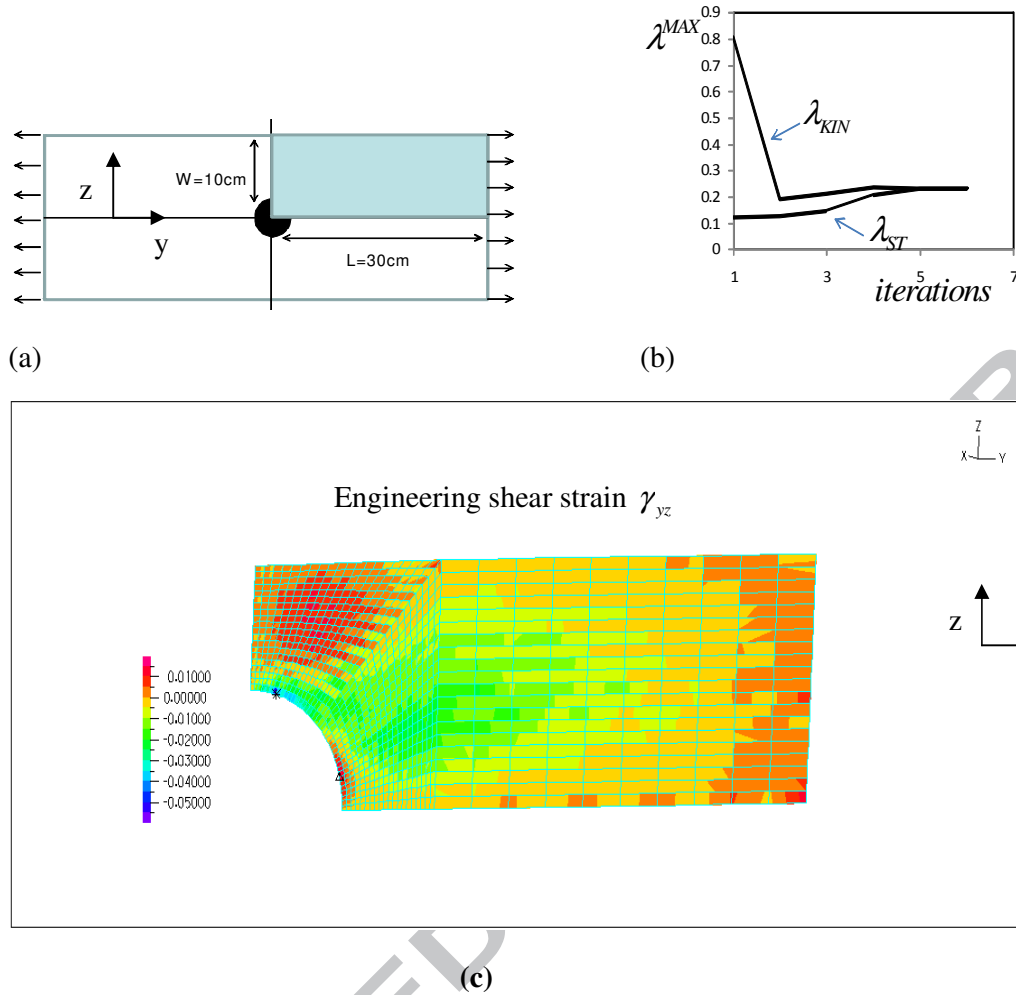 W=10cm
z
y
L=30cm
(a)
λ^MAX
0.9
0.8
0.7
0.6
0.5
0.4
0.3
0.2
0.1
0
λ_KIN
λ_ST
1
3
5
7
iterations
(b)
Engineering shear strain γ_yz
Z
X
Y
z
0.01000
0.00000
-0.01000
-0.02000
-0.03000
-0.04000
-0.05000
(c)